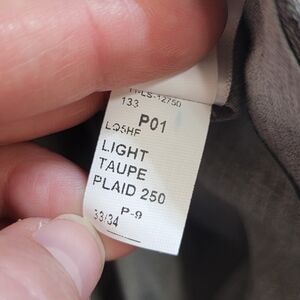 133
P01
LQ5HF
LIGHT
TAUPE
PLAID 250
P-9
33/34